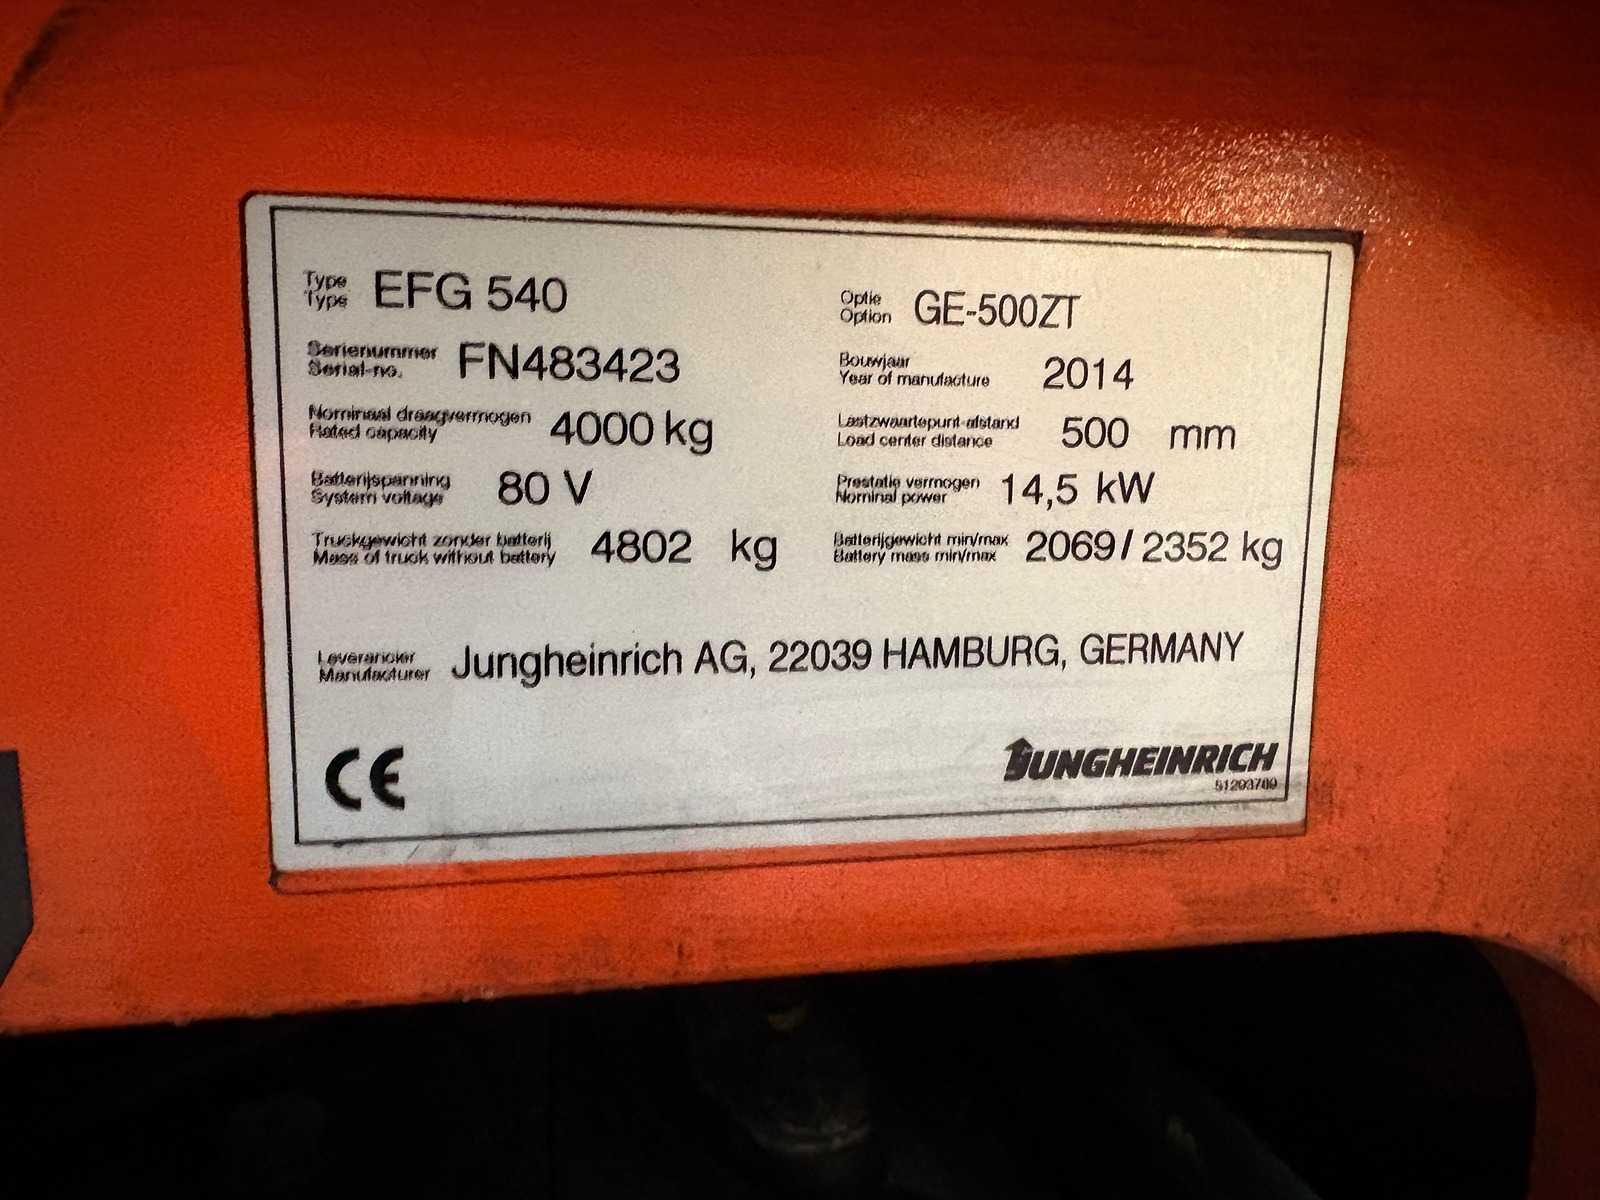 Type EFG 540 Optie GE-500ZT
Type Option
Serienummer FN483423 Bouwjaar 2014
Serial-no. Year of manufacture
Nominaal draagvermogen 4000 kg Lastzwaartepunt-afstand 500 mm
Rated capacity Load center distance
Batterijspanning 80 V Prestatie vermogen 14,5 kW
System voltage Nominal power
Truckgewicht zonder batterij 4802 kg Batterijgewicht min/max 2069 / 2352 kg
Mass of truck without battery Battery mass min/max
Leverancier Jungheinrich AG, 22039 HAMBURG, GERMANY
Manufacturer
CE JUNGHEINRICH